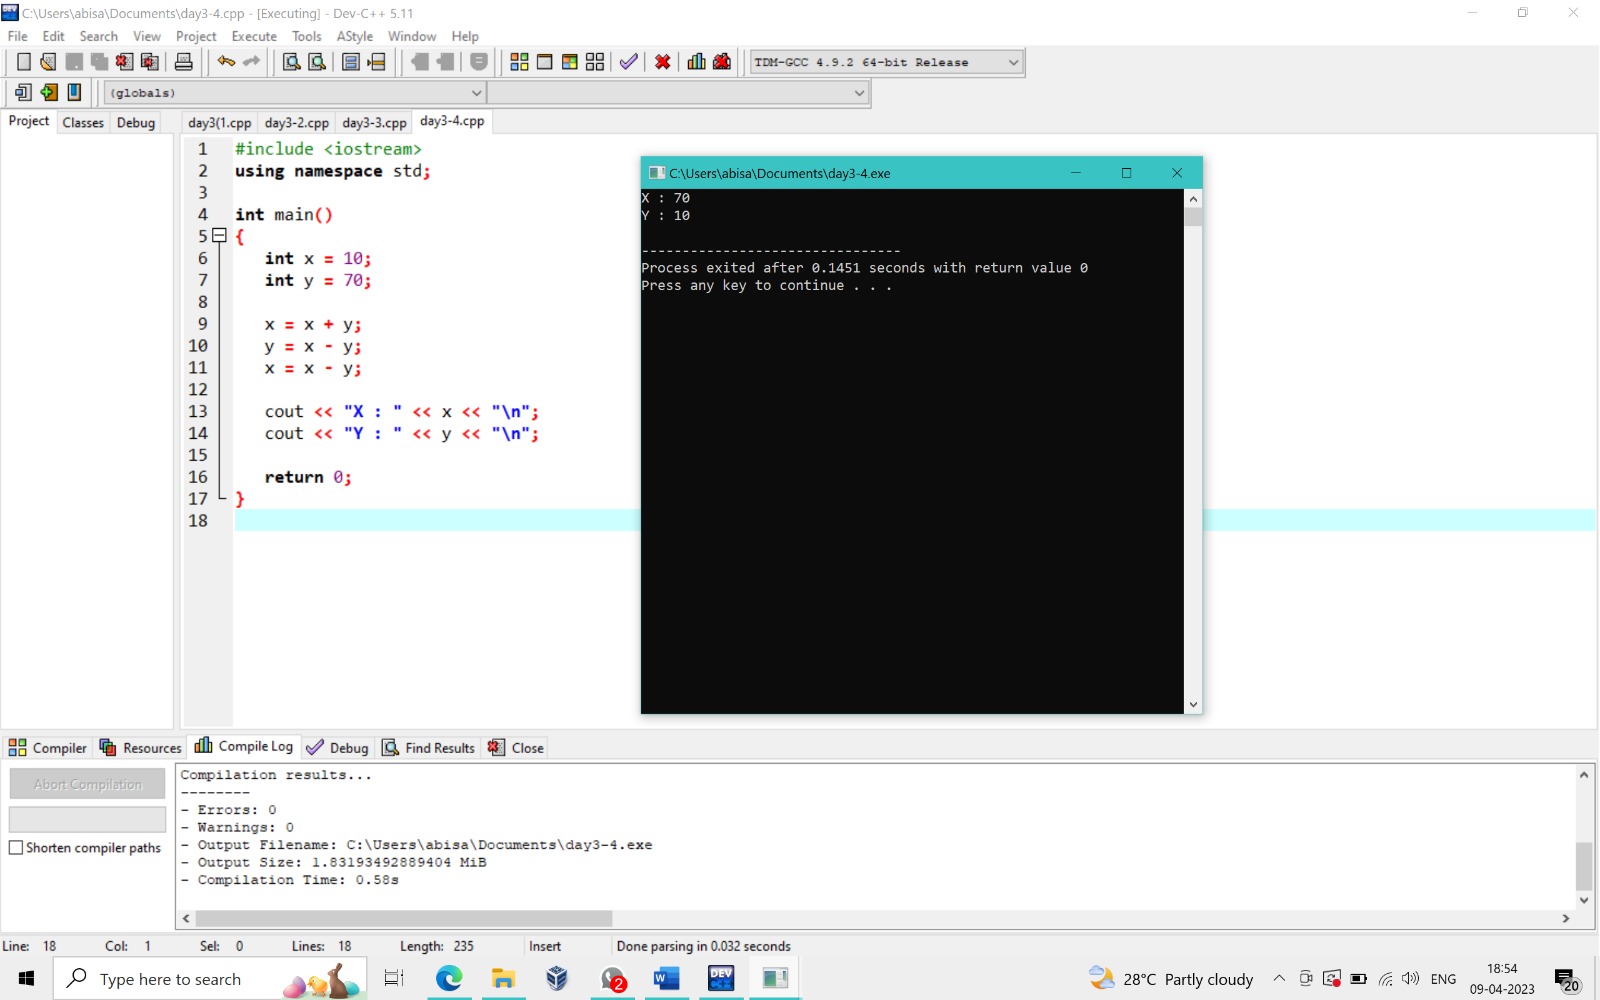 C:\Users\abisa\Documents\day3-4.cpp - [Executing] - Dev-C++ 5.11
File Edit Search View Project Execute Tools AStyle Window Help
TDM-GCC 4.9.2 64-bit Release
(globals)
Project Classes Debug
day3(1.cpp day3-2.cpp day3-3.cpp day3-4.cpp
1 #include <iostream>
2 using namespace std;
3
4 int main()
5 {
6 int x = 10;
7 int y = 70;
8
9 x = x + y;
10 y = x - y;
11 x = x - y;
12
13 cout << "X : " << x << "\n";
14 cout << "Y : " << y << "\n";
15
16 return 0;
17 }
18
C:\Users\abisa\Documents\day3-4.exe
X : 70
Y : 10
--------------------------------
Process exited after 0.1451 seconds with return value 0
Press any key to continue . . .
Compiler Resources Compile Log Debug Find Results Close
Abort Compilation
Shorten compiler paths
Compilation results...
--------
- Errors: 0
- Warnings: 0
- Output Filename: C:\Users\abisa\Documents\day3-4.exe
- Output Size: 1.83193492889404 MiB
- Compilation Time: 0.58s
Line: 18 Col: 1 Sel: 0 Lines: 18 Length: 235 Insert Done parsing in 0.032 seconds
Type here to search
2
W
DEV
C++
28°C Partly cloudy
ENG
18:54
09-04-2023
20